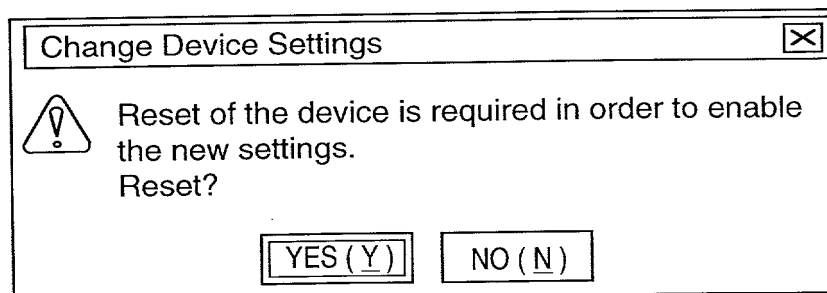 Change Device Settings
Reset of the device is required in order to enable
the new settings.
Reset?
YES ( Y ) NO ( N )